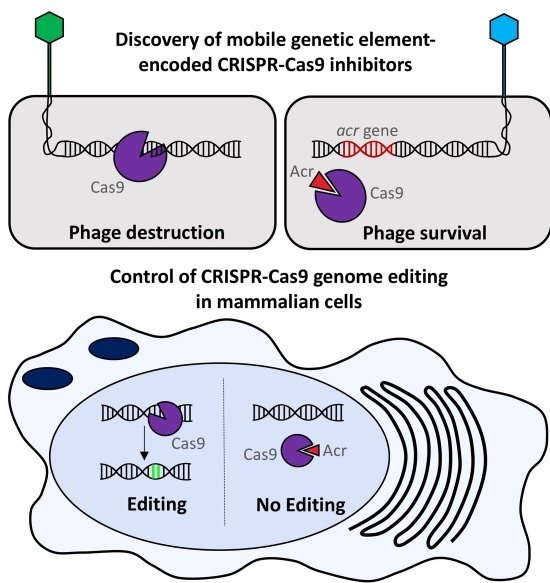 Discovery of mobile genetic element-
encoded CRISPR-Cas9 inhibitors
Cas9
Phage destruction
acr gene
Acr
Cas9
Phage survival
Control of CRISPR-Cas9 genome editing
in mammalian cells
Cas9
Editing
Cas9
Acr
No Editing